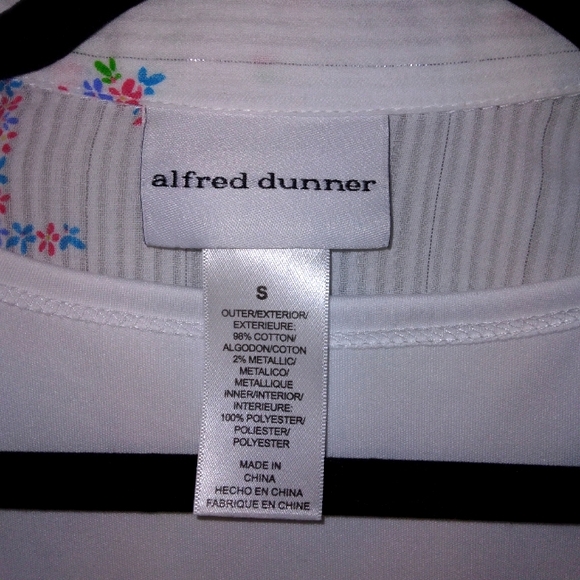 alfred dunner
S
OUTER/EXTERIOR/
EXTERIEURE:
98% COTTON/
ALGODON/COTON
2% METALLIC/
METALICO/
METALLIQUE
INNER/INTERIOR/
INTERIEURE:
100% POLYESTER/
POLIESTER/
POLYESTER
MADE IN
CHINA
HECHO EN CHINA
FABRIQUE EN CHINE